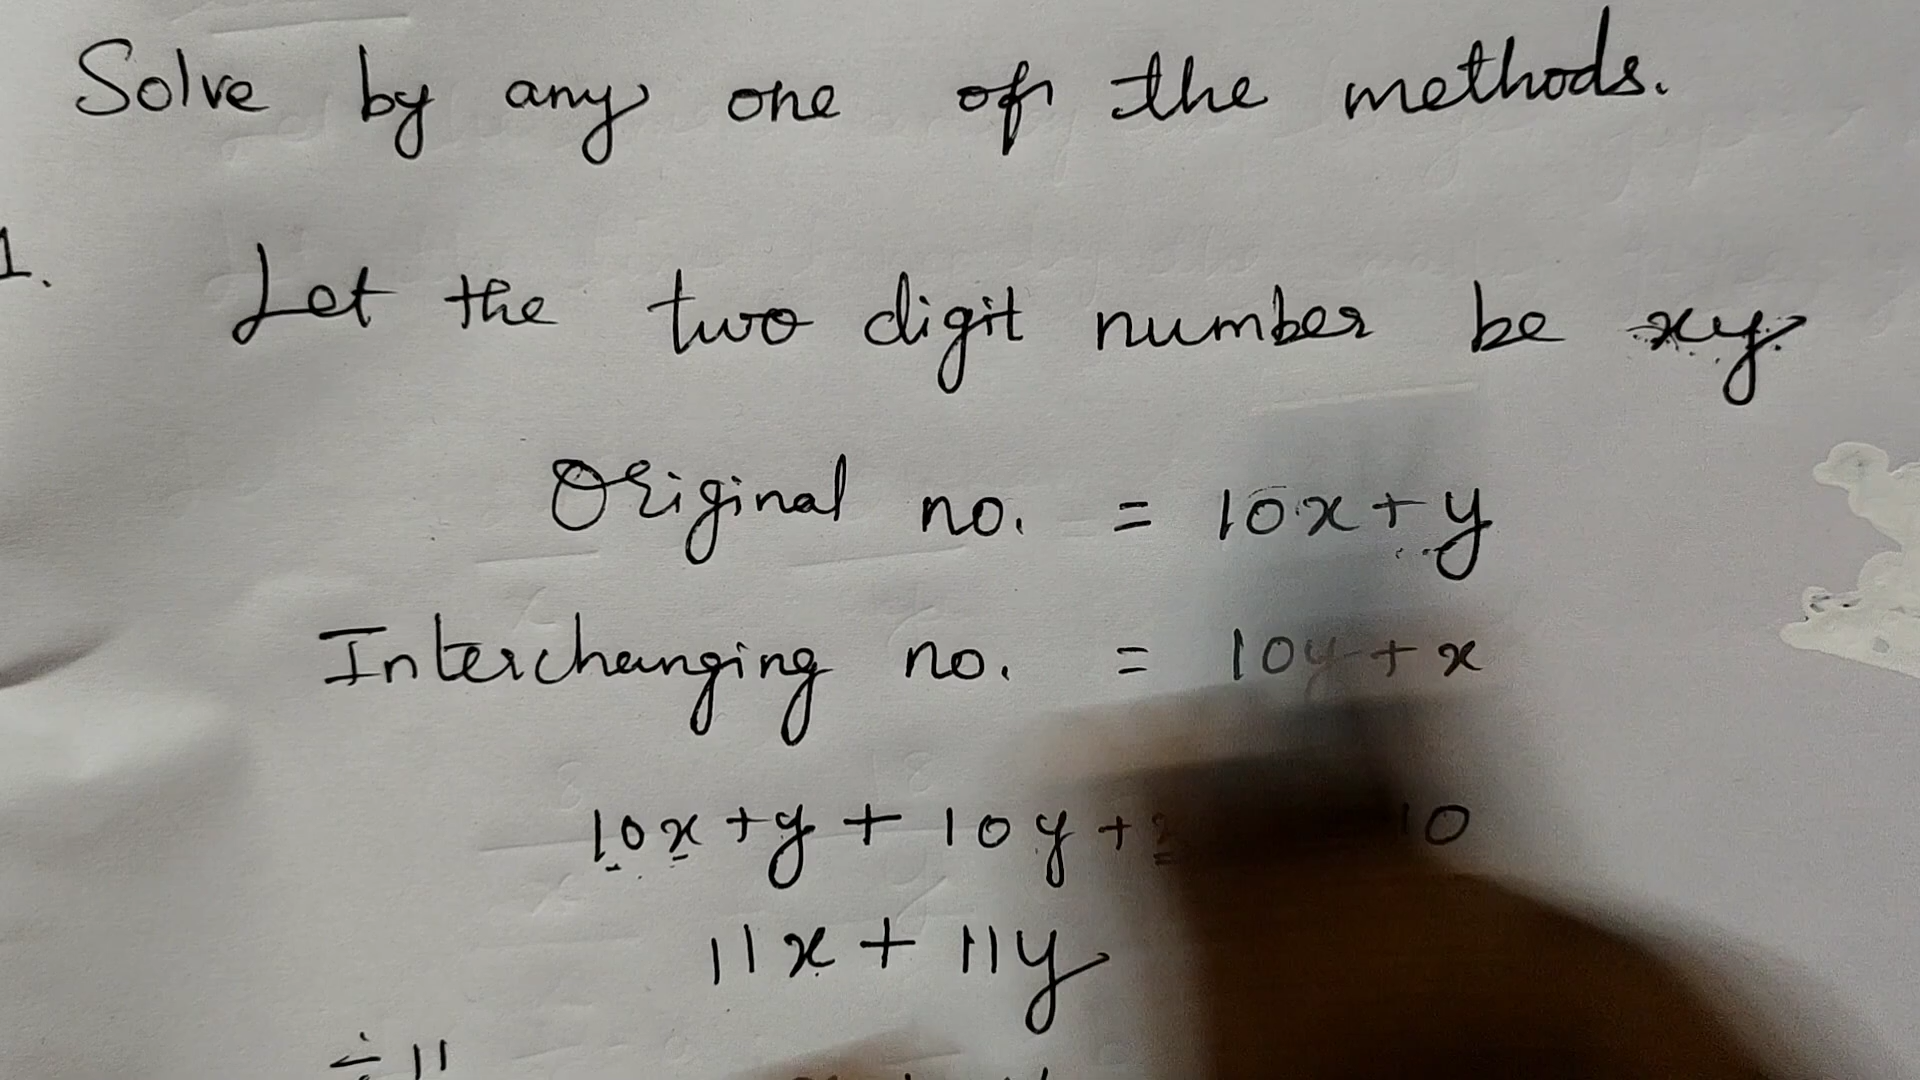 Solve by any one of the methods.
1. Let the two digit number be xy
Original no. = 10x + y
Interchanging no. = 10y + x
10x + y + 10y + 10
11x + 11y
÷ 11